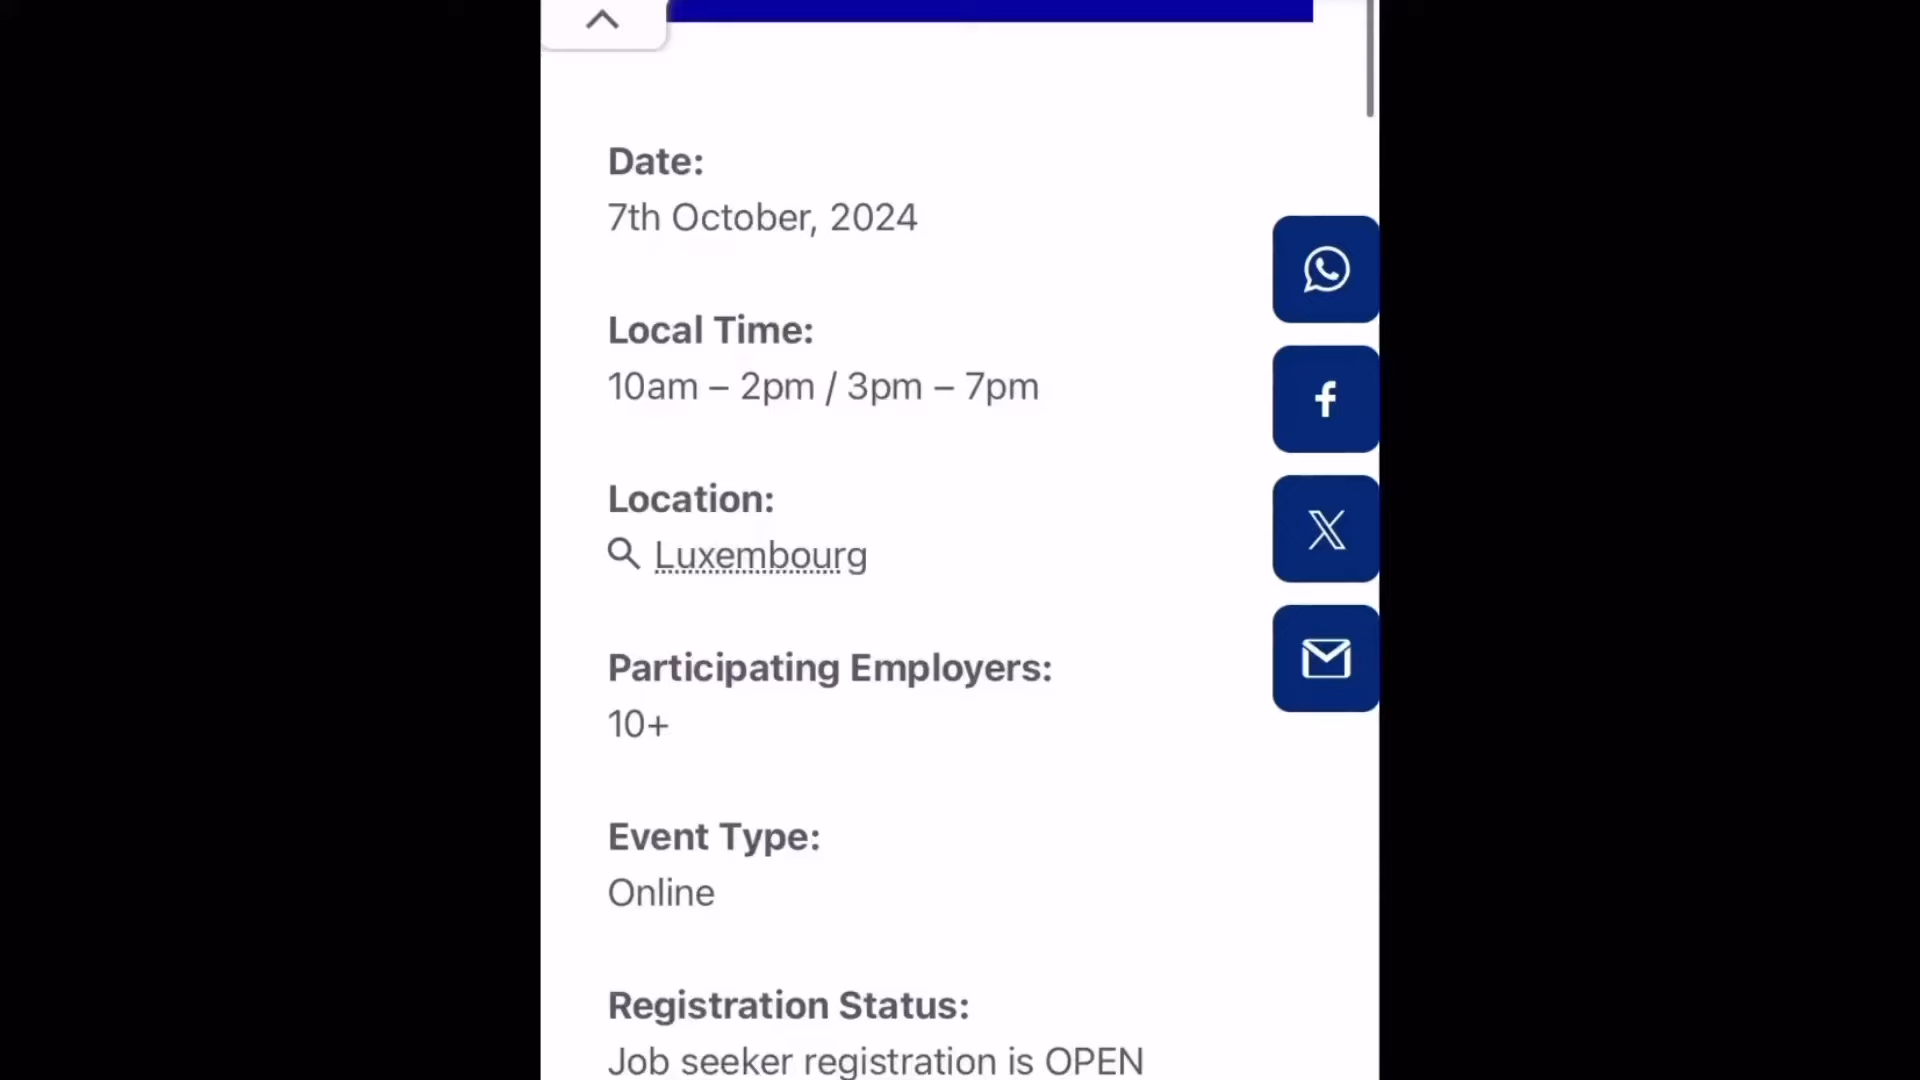 Date:
7th October, 2024
Local Time:
10am – 2pm / 3pm – 7pm
Location:
Luxembourg
Participating Employers:
10+
Event Type:
Online
Registration Status:
Job seeker registration is OPEN